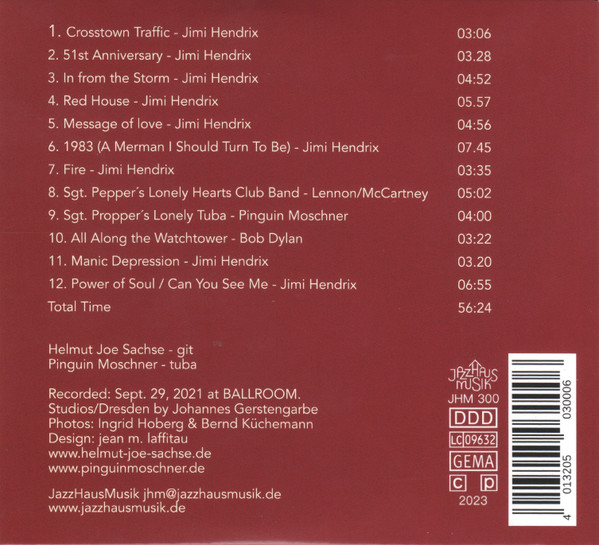 1. Crosstown Traffic - Jimi Hendrix 03:06
2. 51st Anniversary - Jimi Hendrix 03.28
3. In from the Storm - Jimi Hendrix 04:52
4. Red House - Jimi Hendrix 05.57
5. Message of love - Jimi Hendrix 04:56
6. 1983 (A Merman I Should Turn To Be) - Jimi Hendrix 07.45
7. Fire - Jimi Hendrix 03:35
8. Sgt. Pepper´s Lonely Hearts Club Band - Lennon/McCartney 05:02
9. Sgt. Propper´s Lonely Tuba - Pinguin Moschner 04:00
10. All Along the Watchtower - Bob Dylan 03:22
11. Manic Depression - Jimi Hendrix 03.20
12. Power of Soul / Can You See Me - Jimi Hendrix 06:55
Total Time 56:24
Helmut Joe Sachse - git
Pinguin Moschner - tuba
Recorded: Sept. 29, 2021 at BALLROOM.
Studios/Dresden by Johannes Gerstengarbe
Photos: Ingrid Hoberg & Bernd Küchemann
Design: jean m. laffitau
www.helmut-joe-sachse.de
www.pinguinmoschner.de
JazzHausMusik jhm@jazzhausmusik.de
www.jazzhausmusik.de
JAZZHAUS
MUSIK
JHM 300
DDD
LC 09632
GEMA
c p
2023
4 013205 030006